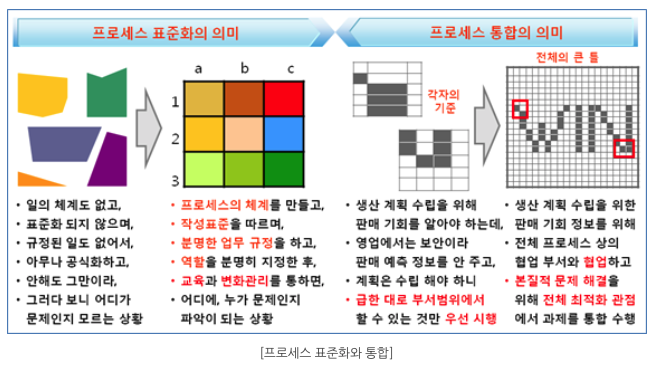 프로세스 표준화의 의미
a b c
1
2
3
• 일의 체계도 없고,
• 표준화 되지 않으며,
• 규정된 일도 없어서,
• 아무나 공식화하고,
• 안해도 그만이라,
• 그러다 보니 어디가
문제인지 모르는 상황
• 프로세스의 체계를 만들고,
• 작성표준을 따르며,
• 분명한 업무 규정을 하고,
• 역할을 분명히 지정한 후,
• 교육과 변화관리를 통하면,
• 어디에, 누가 문제인지
파악이 되는 상황
프로세스 통합의 의미
각자의
기준
전체의 큰 틀
WIN
• 생산 계획 수립을 위해
판매 기회를 알아야 하는데,
• 영업에서는 보안이라
판매 예측 정보를 안 주고,
• 계획은 수립 해야 하니
• 급한 대로 부서범위에서
할 수 있는 것만 우선 시행
• 생산 계획 수립을 위한
판매 기회 정보를 위해
• 전체 프로세스 상의
협업 부서와 협업하고
• 본질적 문제 해결을
위해 전체 최적화 관점
에서 과제를 통합 수행
[프로세스 표준화와 통합]